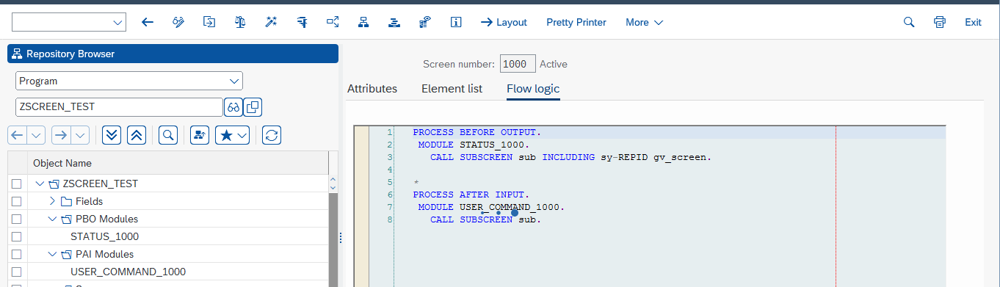 Layout Pretty Printer More Exit
Repository Browser
Program
ZSCREEN_TEST
Object Name
ZSCREEN_TEST
Fields
PBO Modules
STATUS_1000
PAI Modules
USER_COMMAND_1000
Screen number: 1000 Active
Attributes Element list Flow logic
1 PROCESS BEFORE OUTPUT.
2 MODULE STATUS_1000.
3 CALL SUBSCREEN sub INCLUDING sy-REPID gv_screen.
4
5 *
6 PROCESS AFTER INPUT.
7 MODULE USER_COMMAND_1000.
8 CALL SUBSCREEN sub.